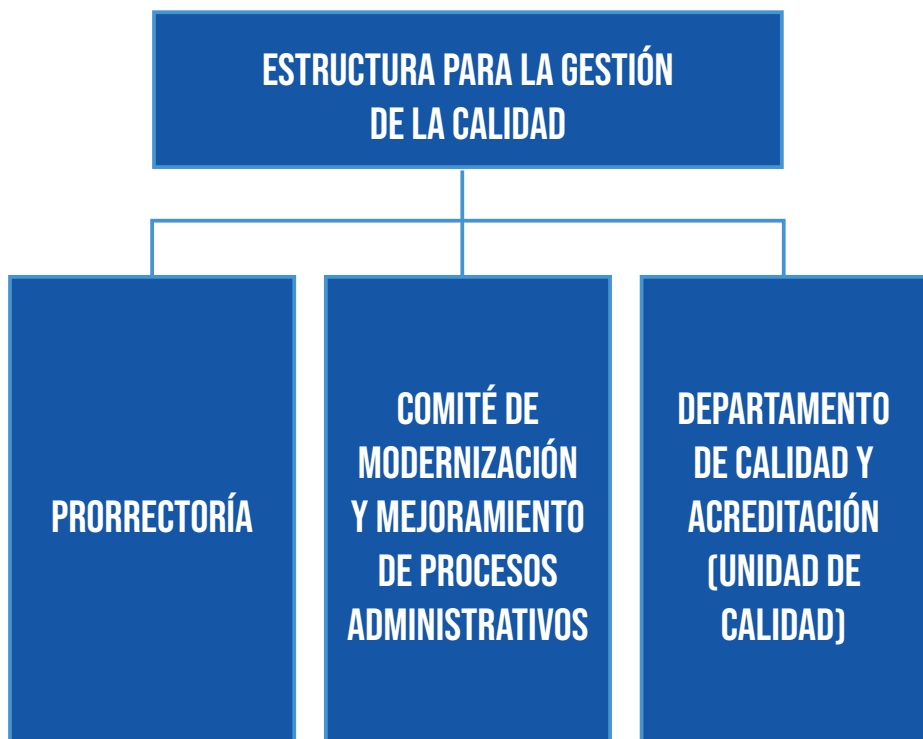 ESTRUCTURA PARA LA GESTIÓN
DE LA CALIDAD
PRORRECTORÍA
COMITÉ DE
MODERNIZACIÓN
Y MEJORAMIENTO
DE PROCESOS
ADMINISTRATIVOS
DEPARTAMENTO
DE CALIDAD Y
ACREDITACIÓN
(UNIDAD DE
CALIDAD)